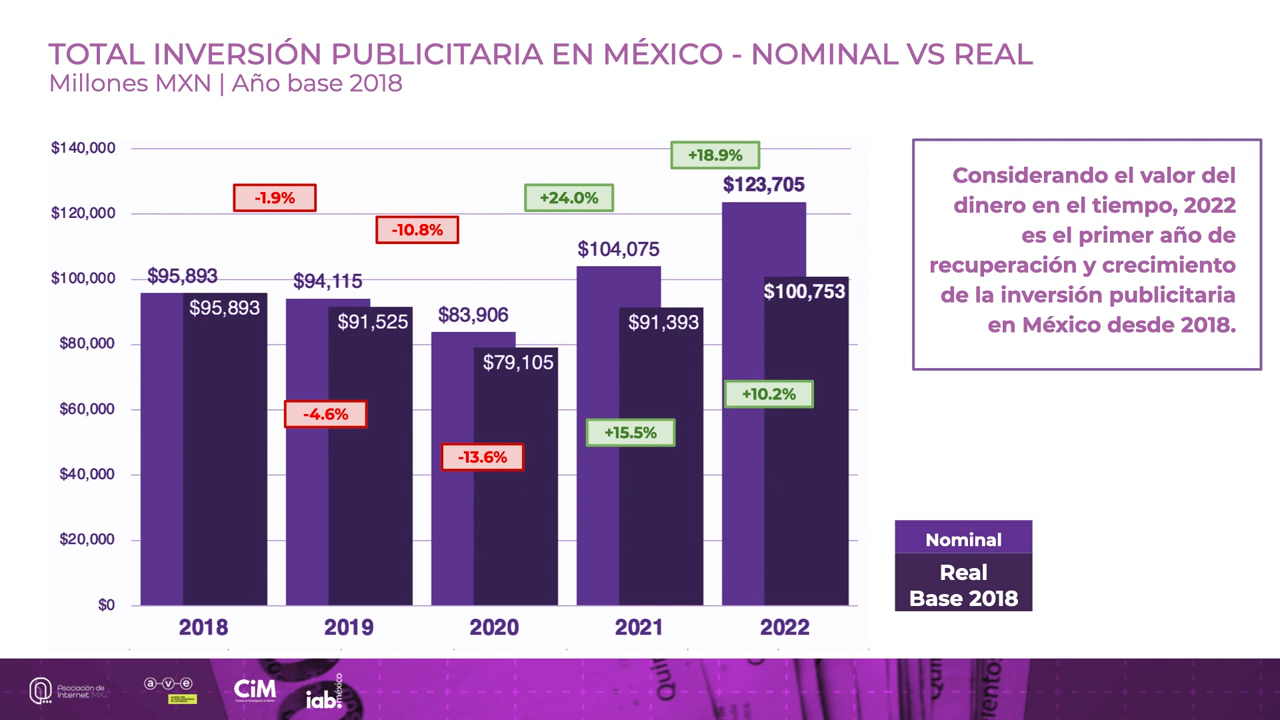 TOTAL INVERSIÓN PUBLICITARIA EN MÉXICO - NOMINAL VS REAL
Millones MXN | Año base 2018
$140,000
$120,000
$100,000
$80,000
$60,000
$40,000
$20,000
$0
-1.9%
-10.8%
+24.0%
+18.9%
$95,893
$94,115
$83,906
$104,075
$123,705
$95,893
$91,525
$79,105
$91,393
$100,753
-4.6%
-13.6%
+15.5%
+10.2%
2018
2019
2020
2021
2022
Considerando el valor del
dinero en el tiempo, 2022
es el primer año de
recuperación y crecimiento
de la inversión publicitaria
en México desde 2018.
Nominal
Real
Base 2018
Asociación de
Internet MX
a-v-e
CiM
iab.
méxico